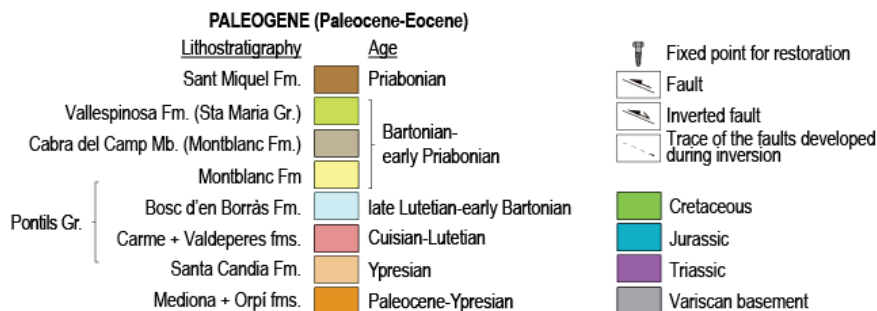 PALEOGENE (Paleocene-Eocene)
Lithostratigraphy Age
Sant Miquel Fm. Priabonian
Vallespinosa Fm. (Sta Maria Gr.)
Cabra del Camp Mb. (Montblanc Fm.)
Bartonian-
early Priabonian
Montblanc Fm
Pontils Gr.
Bosc d'en Borràs Fm. late Lutetian-early Bartonian
Carme + Valdeperes fms. Cuisian-Lutetian
Santa Candia Fm. Ypresian
Mediona + Orpí fms. Paleocene-Ypresian
Fixed point for restoration
Fault
Inverted fault
Trace of the faults developed
during inversion
Cretaceous
Jurassic
Triassic
Variscan basement